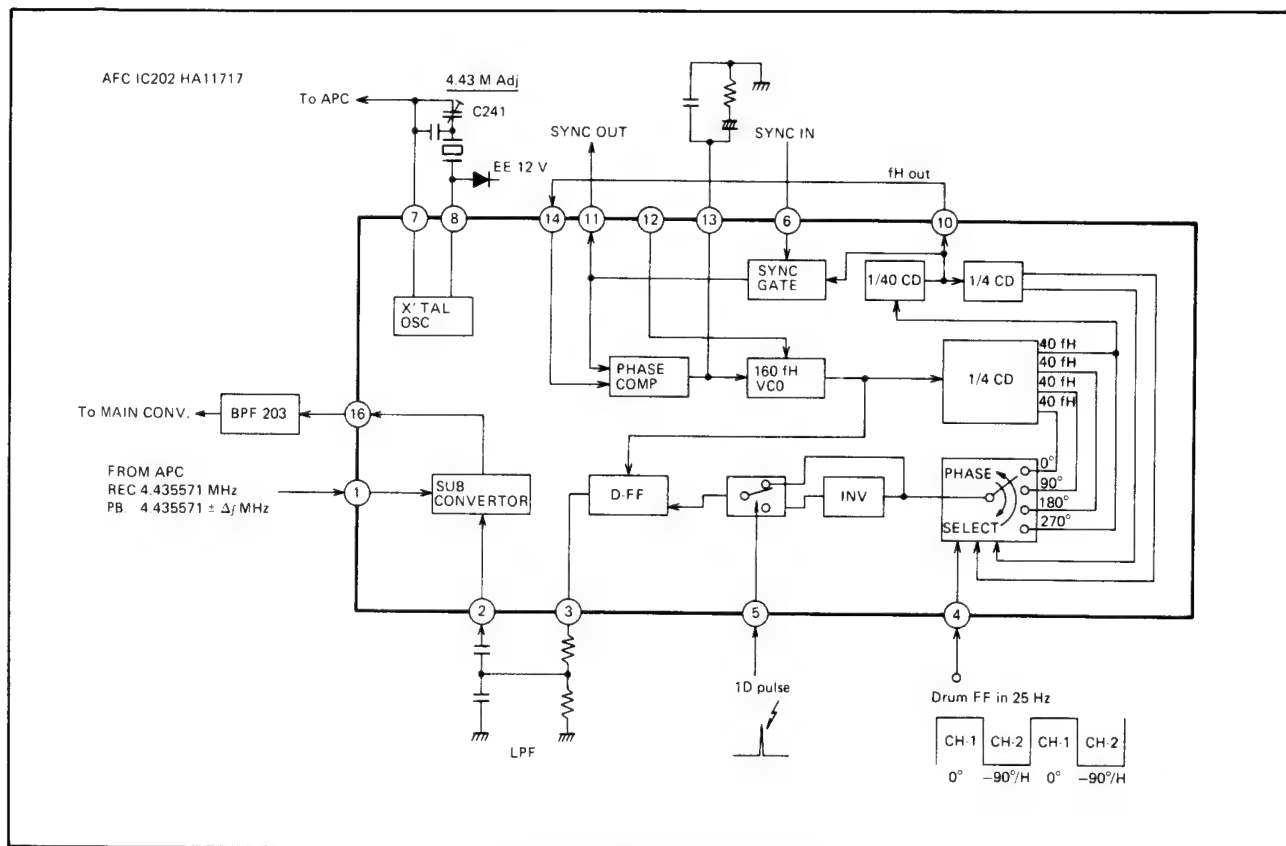 AFC IC202 HA11717
4.43 M Adj
To APC
C241
SYNC OUT
SYNC IN
EE 12 V
fH out
7
8
14
11
12
13
6
10
SYNC
GATE
1/40 CD
1/4 CD
X'TAL
OSC
PHASE
COMP
160 fH
VCO
1/4 CD
40 fH
40 fH
40 fH
40 fH
To MAIN CONV.
BPF 203
16
FROM APC
REC 4.435571 MHz
PB. 4.435571 ± Δf MHz
1
SUB
CONVERTOR
D-FF
INV
PHASE
SELECT
0°
90°
180°
270°
2
3
5
4
1D pulse
LPF
Drum FF in 25 Hz
CH-1
CH-2
CH-1
CH-2
0°
−90°/H
0°
−90°/H